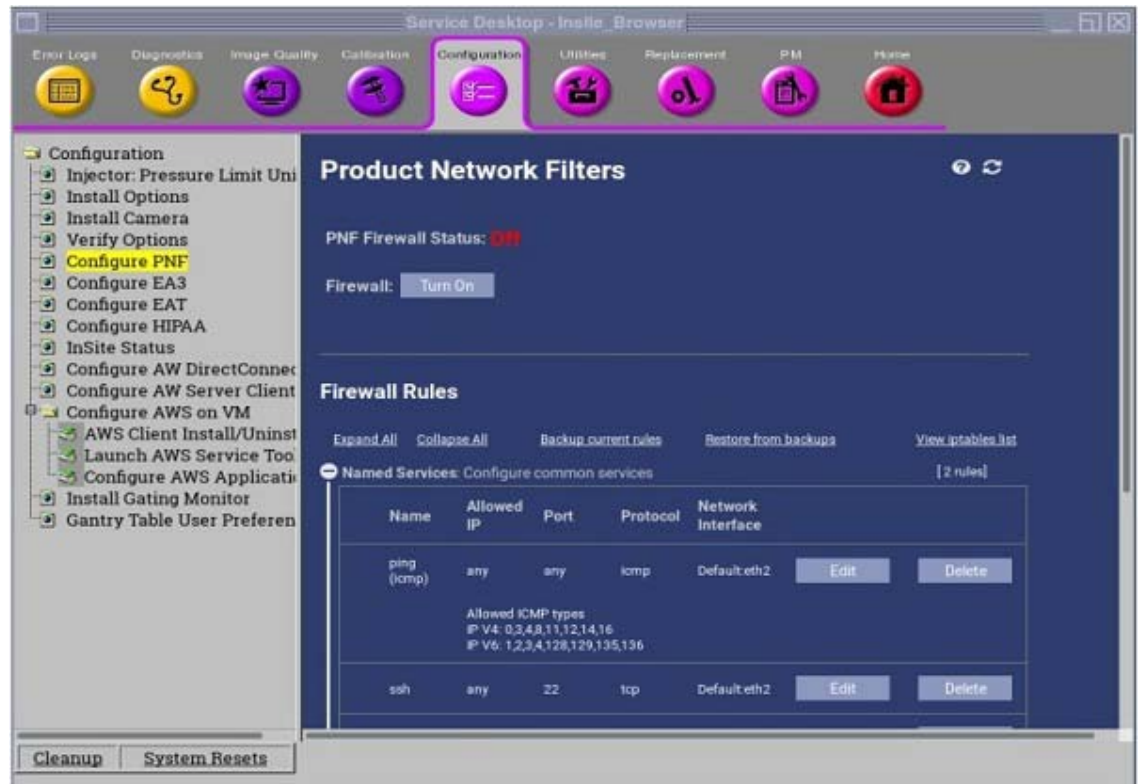 Service Desktop - Insite_Browser
Error Logs
Diagnostics
Image Quality
Calibration
Configuration
Utilities
Replacement
PM
Home
Configuration
Injector: Pressure Limit Uni
Install Options
Install Camera
Verify Options
Configure PNF
Configure EA3
Configure EAT
Configure HIPAA
InSite Status
Configure AW DirectConnec
Configure AW Server Client
Configure AWS on VM
AWS Client Install/Uninst
Launch AWS Service Too
Configure AWS Applicati
Install Gating Monitor
Gantry Table User Preferen
Cleanup System Resets
Product Network Filters
PNF Firewall Status: Off
Firewall: Turn On
Firewall Rules
Expand All Collapse All Backup current rules Restore from backups View iptables list
Named Services: Configure common services [ 2 rules]
Name Allowed IP Port Protocol Network Interface
ping (icmp) any any icmp Default:eth2 Edit Delete
Allowed ICMP types
IP V4: 0,3,4,8,11,12,14,16
IP V6: 1,2,3,4,128,129,135,136
ssh any 22 tcp Default:eth2 Edit Delete